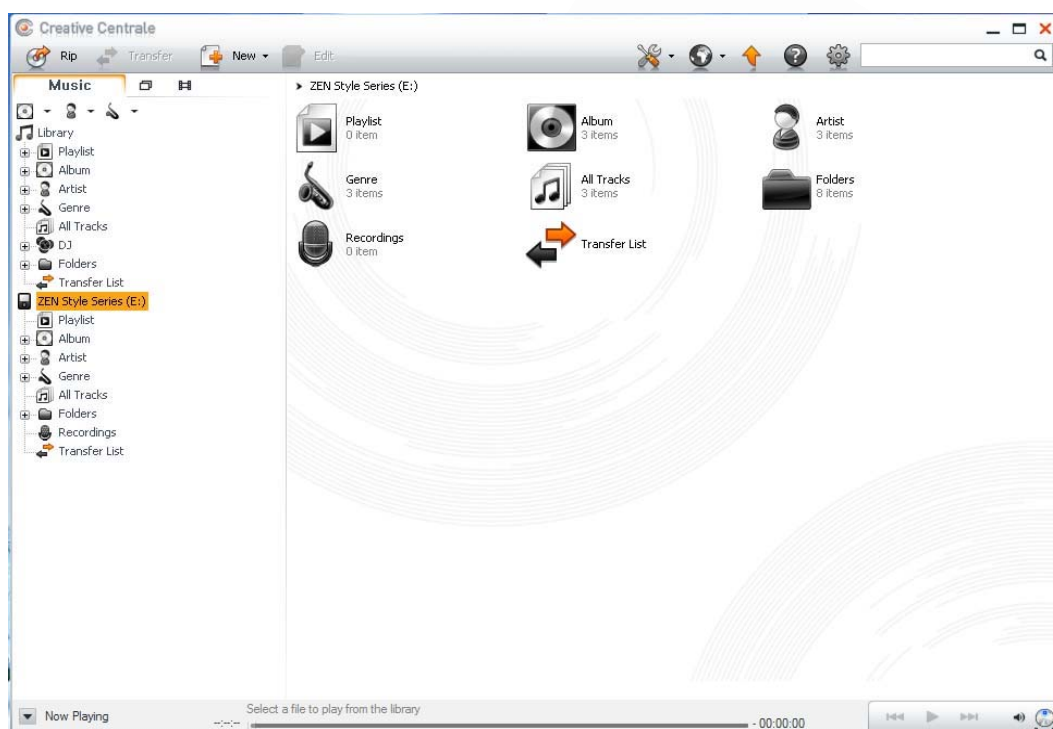 Creative Centrale
Rip Transfer New Edit
Music
ZEN Style Series (E:)
Library
Playlist
Album
Artist
Genre
All Tracks
DJ
Folders
Transfer List
ZEN Style Series (E:)
Playlist
Album
Artist
Genre
All Tracks
Folders
Recordings
Transfer List
Playlist
0 item
Album
3 items
Artist
3 items
Genre
3 items
All Tracks
3 items
Folders
8 items
Recordings
0 item
Transfer List
Now Playing
Select a file to play from the library
--:--:--
- 00:00:00